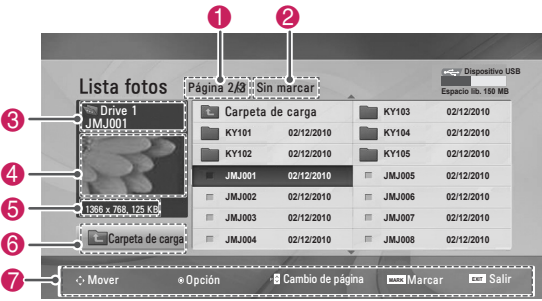 1
2
Dispositivo USB
Lista fotos
Página 2/3
Sin marcar
Espacio lib. 150 MB
3
Drive 1
JMJ001
4
1366 x 768, 125 KB
5
6
Carpeta de carga
Carpeta de carga
KY101 02/12/2010
KY102 02/12/2010
JMJ001 02/12/2010
JMJ002 02/12/2010
JMJ003 02/12/2010
JMJ004 02/12/2010
KY103 02/12/2010
KY104 02/12/2010
KY105 02/12/2010
JMJ005 02/12/2010
JMJ006 02/12/2010
JMJ007 02/12/2010
JMJ008 02/12/2010
7
Mover
Opción
Cambio de página
MARK Marcar
EXIT Salir